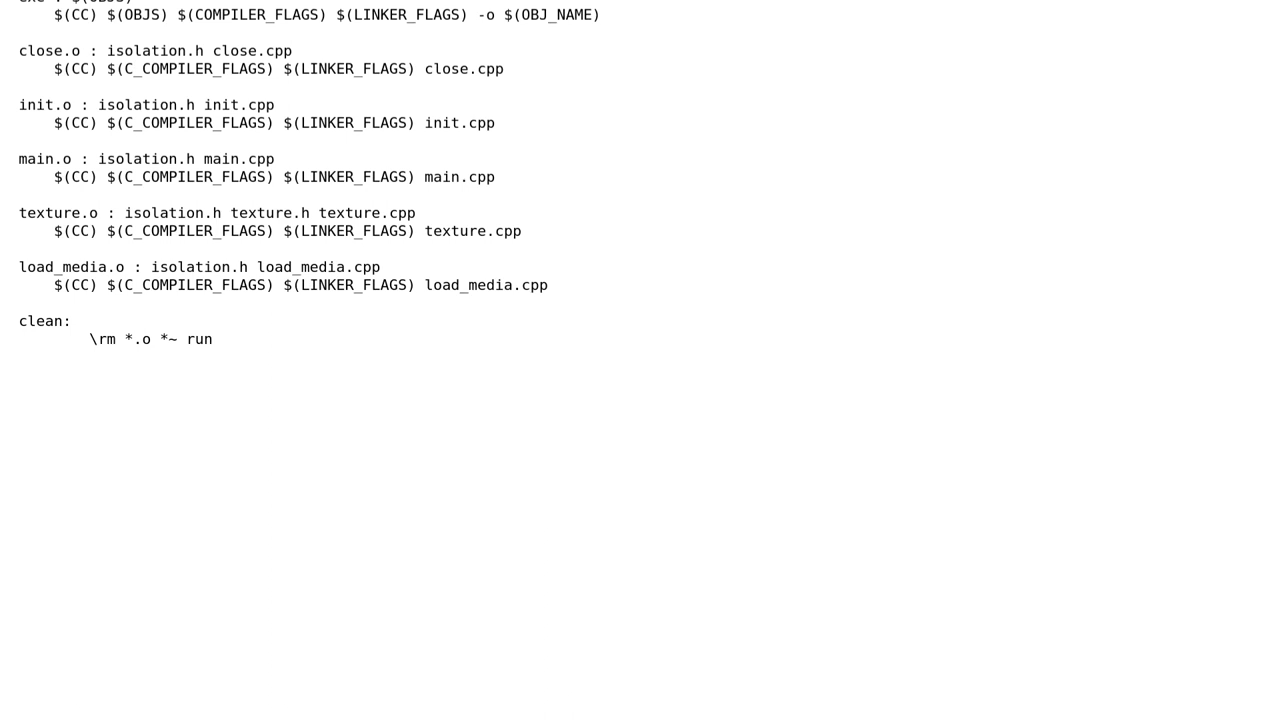 exe : $(OBJS)
    $(CC) $(OBJS) $(COMPILER_FLAGS) $(LINKER_FLAGS) -o $(OBJ_NAME)

close.o : isolation.h close.cpp
    $(CC) $(C_COMPILER_FLAGS) $(LINKER_FLAGS) close.cpp

init.o : isolation.h init.cpp
    $(CC) $(C_COMPILER_FLAGS) $(LINKER_FLAGS) init.cpp

main.o : isolation.h main.cpp
    $(CC) $(C_COMPILER_FLAGS) $(LINKER_FLAGS) main.cpp

texture.o : isolation.h texture.h texture.cpp
    $(CC) $(C_COMPILER_FLAGS) $(LINKER_FLAGS) texture.cpp

load_media.o : isolation.h load_media.cpp
    $(CC) $(C_COMPILER_FLAGS) $(LINKER_FLAGS) load_media.cpp

clean:
        \rm *.o *~ run